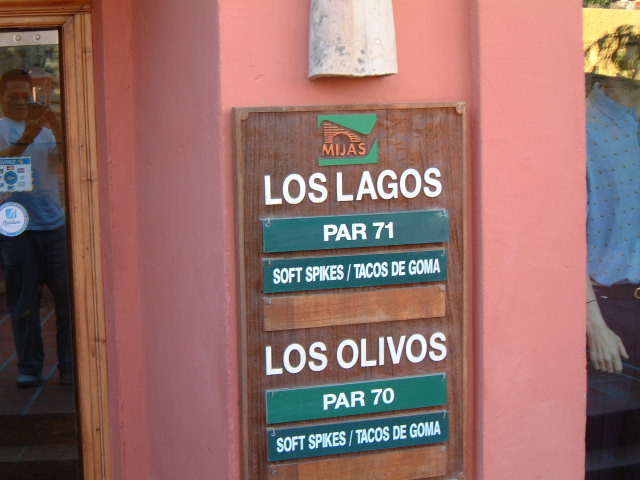 MIJAS
LOS LAGOS
PAR 71
SOFT SPIKES / TACOS DE GOMA
LOS OLIVOS
PAR 70
SOFT SPIKES / TACOS DE GOMA